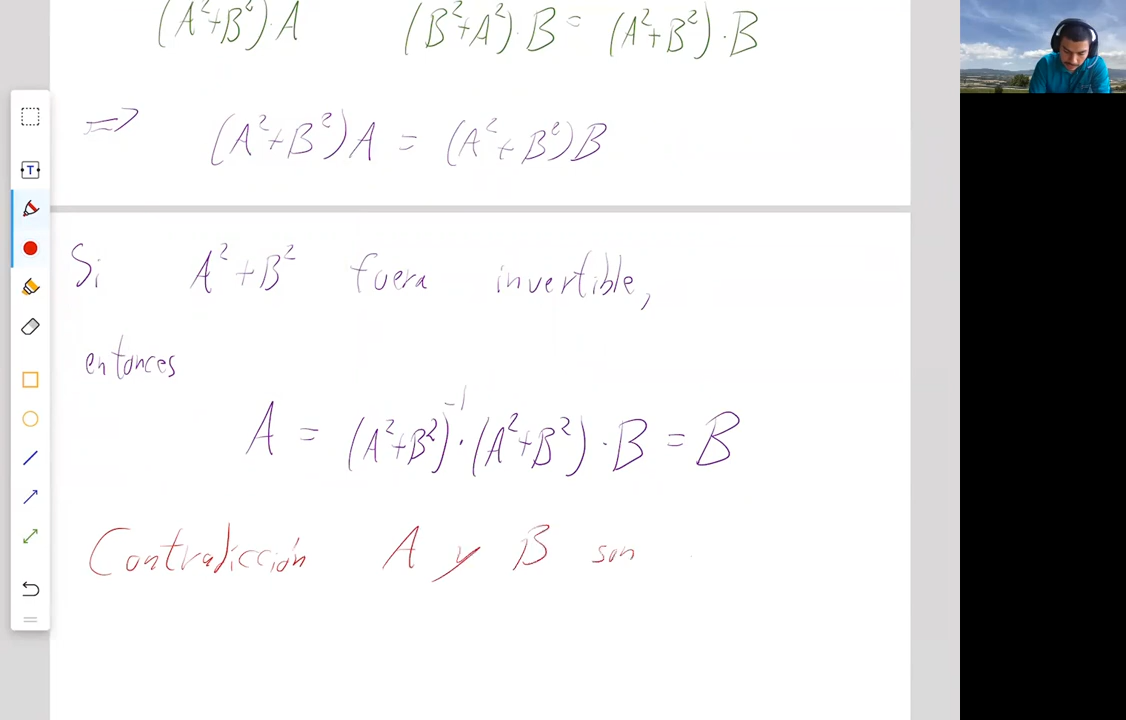 (A²+B²)A (B²+A²)·B = (A²+B²)·B
⇒ (A²+B²)A = (A²+B²)B
Si A²+B² fuera invertible,
entonces
A = (A²+B²)⁻¹·(A²+B²)·B = B
Contradicción A y B son